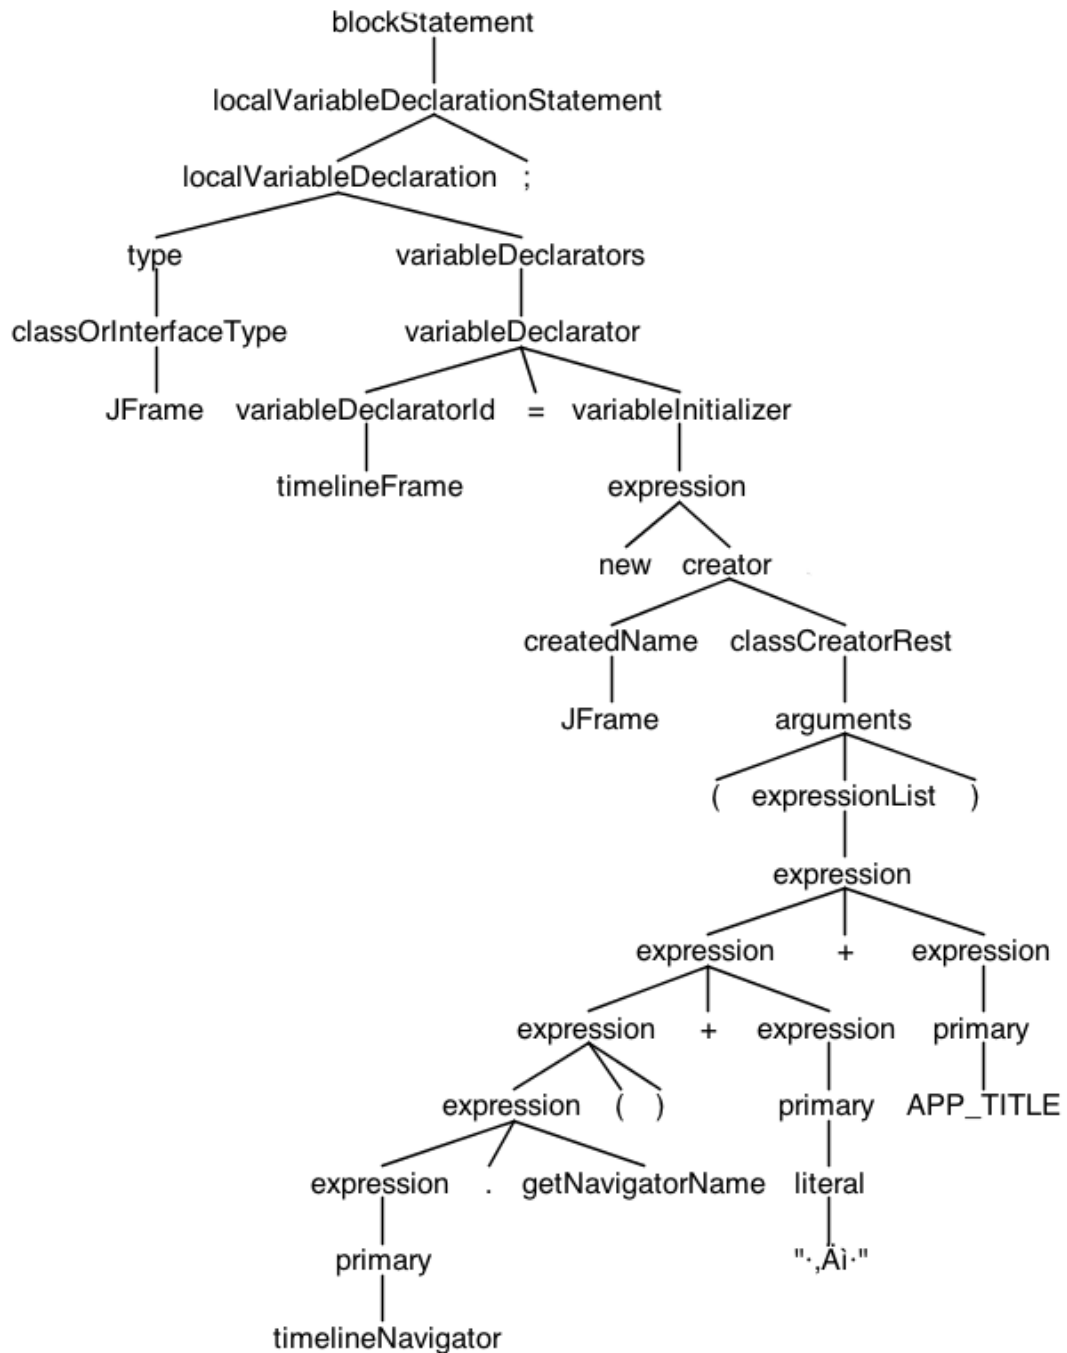 blockStatement
localVariableDeclarationStatement
localVariableDeclaration ;
type variableDeclarators
classOrInterfaceType variableDeclarator
JFrame variableDeclaratorId = variableInitializer
timelineFrame expression
new creator
createdName classCreatorRest
JFrame arguments
( expressionList )
expression
expression + expression
expression + expression primary
expression ( ) primary APP_TITLE
expression . getNavigatorName literal
primary "·‚Äì·"
timelineNavigator